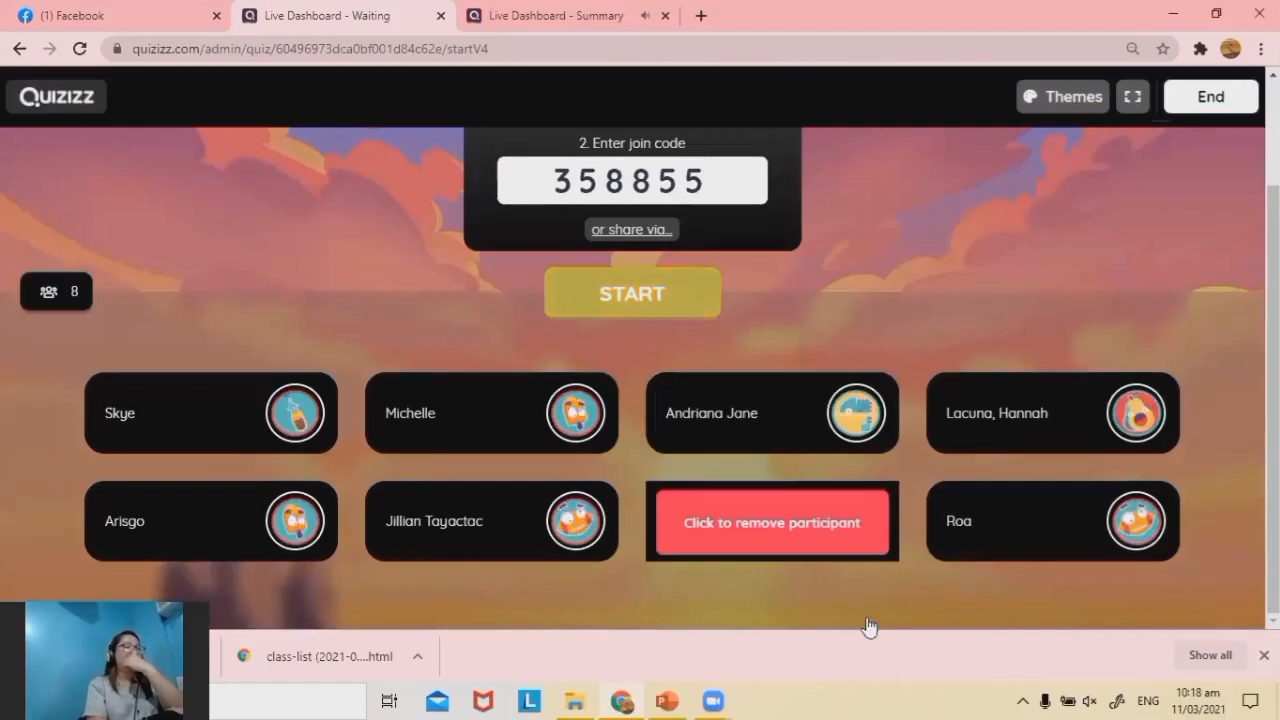 (1) Facebook
Live Dashboard - Waiting
Live Dashboard - Summary
quizizz.com/admin/quiz/60496973dca0bf001d84c62e/startV4
QUIZIZZ
Themes
End
2. Enter join code
358855
or share via...
8
START
Skye
Michelle
Andriana Jane
Lacuna, Hannah
Arisgo
Jillian Tayactac
Click to remove participant
Roa
class-list (2021-0....html
Show all
L
ENG
10:18 am
11/03/2021